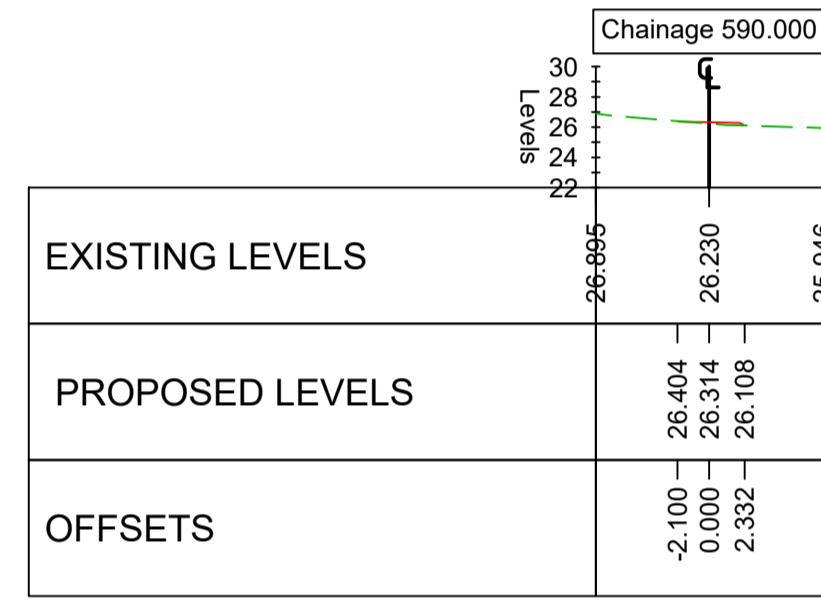 Chainage 590.000
30
28
26
24
22
Levels
℄
EXISTING LEVELS
26.895
26.230
PROPOSED LEVELS
26.404
26.314
26.108
OFFSETS
-2.100
0.000
2.332